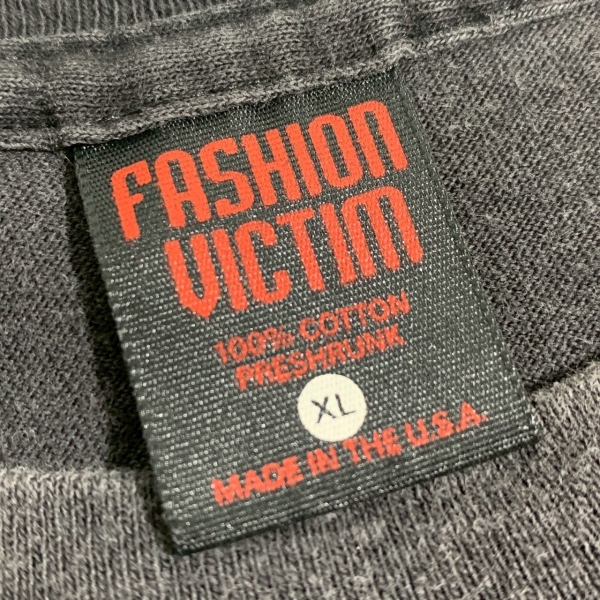 FASHION
VICTIM
100% COTTON
PRESHRUNK
XL
MADE IN THE U.S.A.